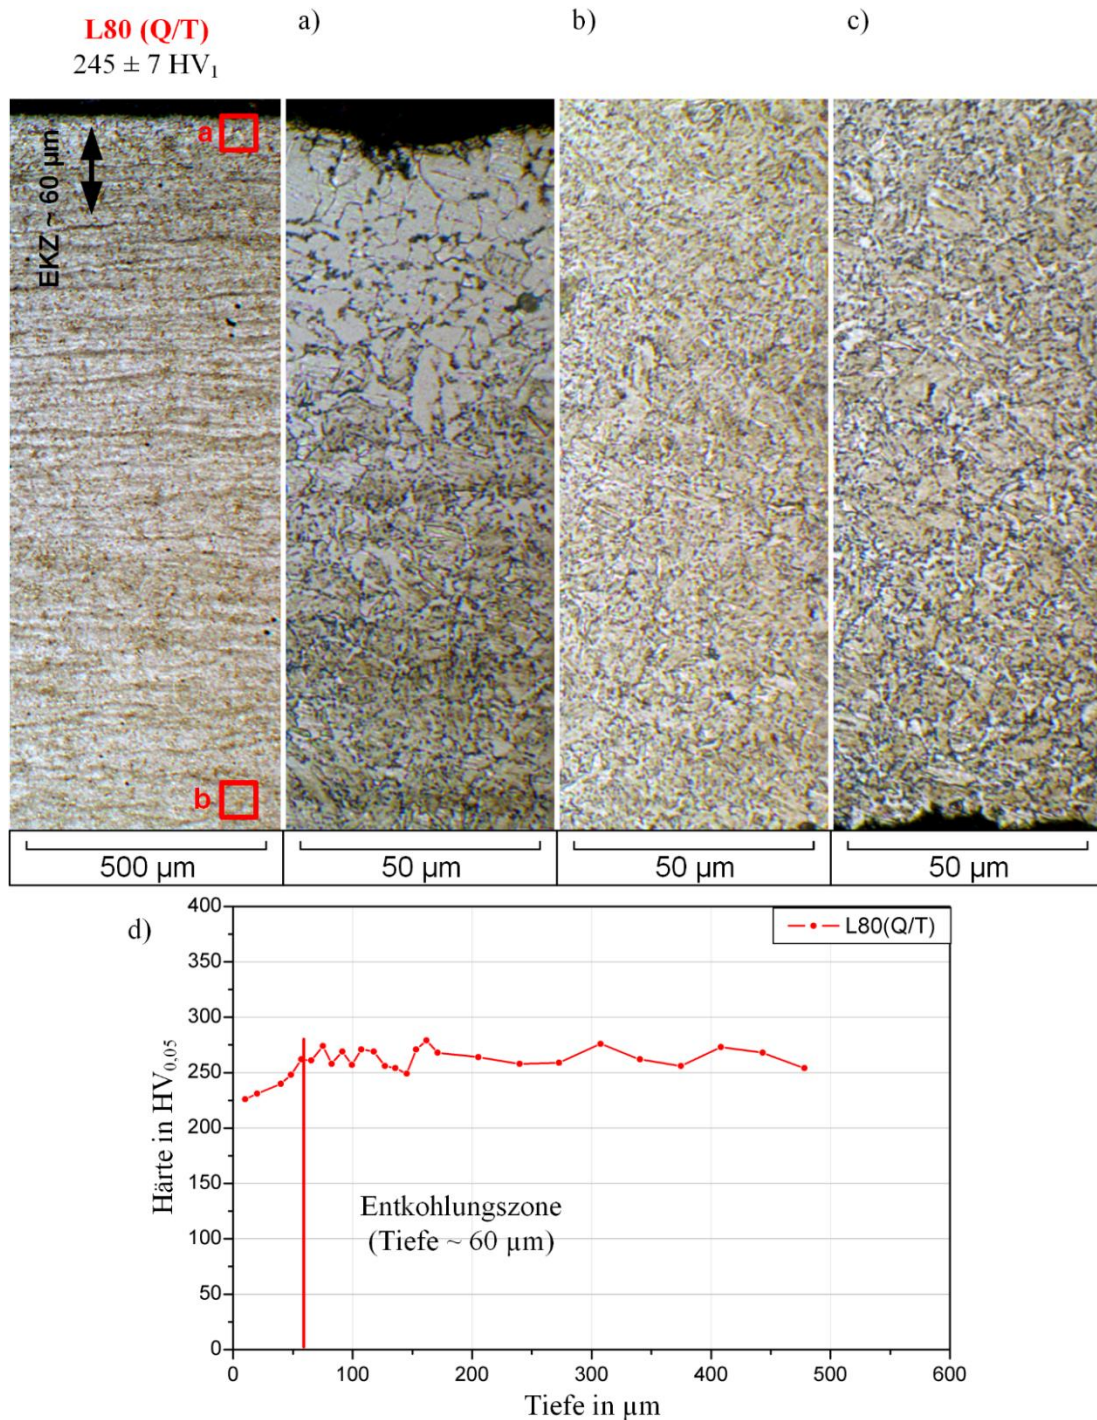 L80 (Q/T)
245 ± 7 HV₁
a)
b)
c)
a
EKZ ~ 60 µm
b
500 µm
50 µm
50 µm
50 µm
d)
L80(Q/T)
Härte in HV₀,₀₅
400
350
300
250
200
150
100
50
0
Entkohlungszone
(Tiefe ~ 60 µm)
0 100 200 300 400 500 600
Tiefe in µm